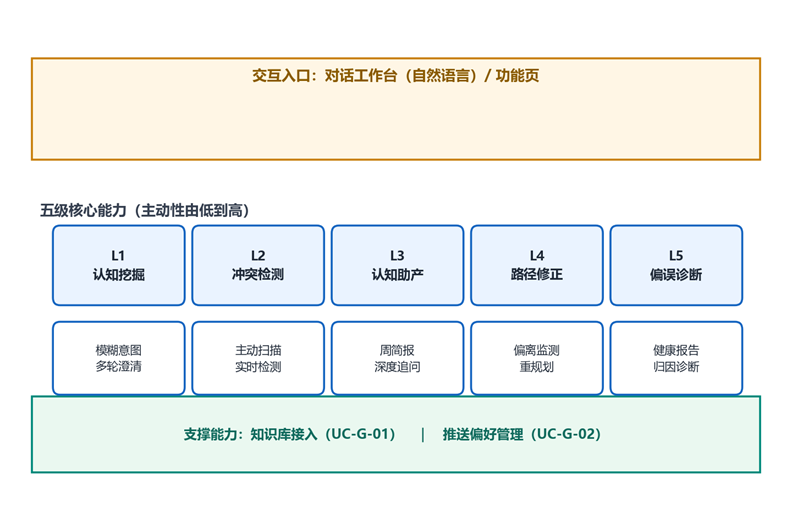 交互入口：对话工作台（自然语言）/ 功能页
五级核心能力（主动性由低到高）
L1
认知挖掘
L2
冲突检测
L3
认知助产
L4
路径修正
L5
偏误诊断
模糊意图
多轮澄清
主动扫描
实时检测
周简报
深度追问
偏离监测
重规划
健康报告
归因诊断
支撑能力：知识库接入（UC-G-01） | 推送偏好管理（UC-G-02）